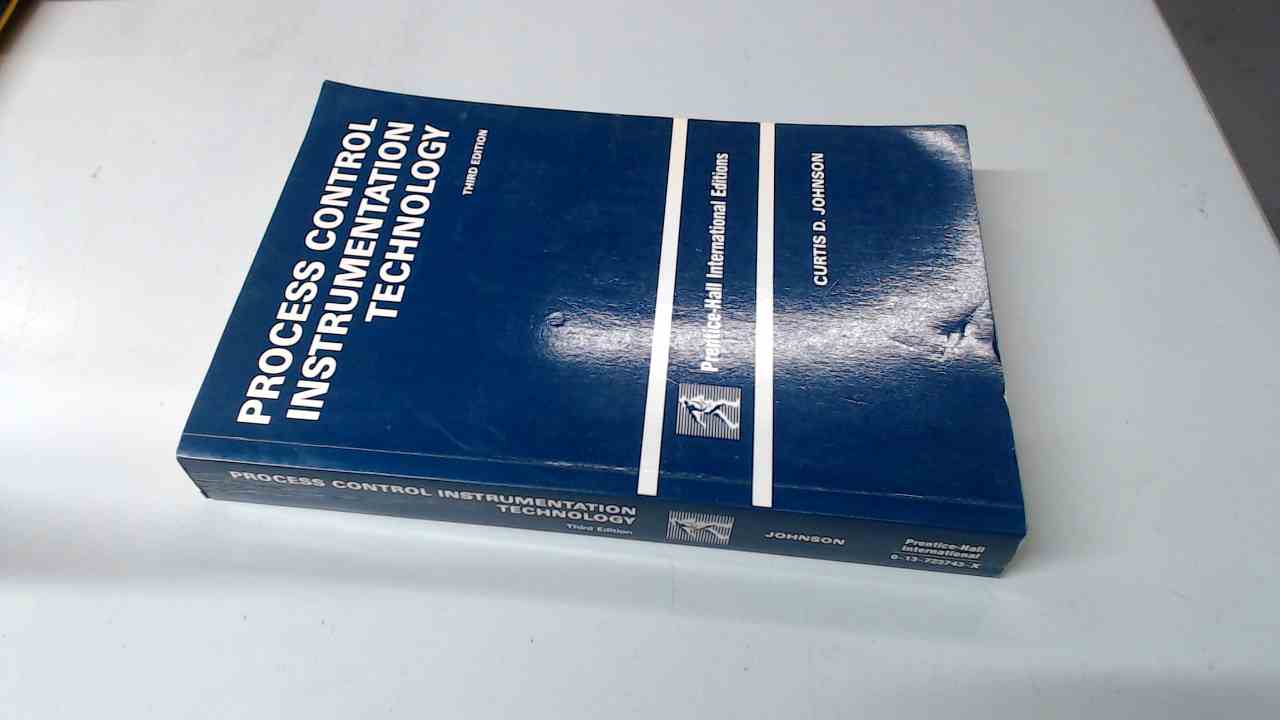 PROCESS CONTROL
INSTRUMENTATION
TECHNOLOGY
THIRD EDITION
Prentice-Hall International Editions
CURTIS D. JOHNSON
PROCESS CONTROL INSTRUMENTATION
TECHNOLOGY
Third Edition
JOHNSON
Prentice-Hall
International